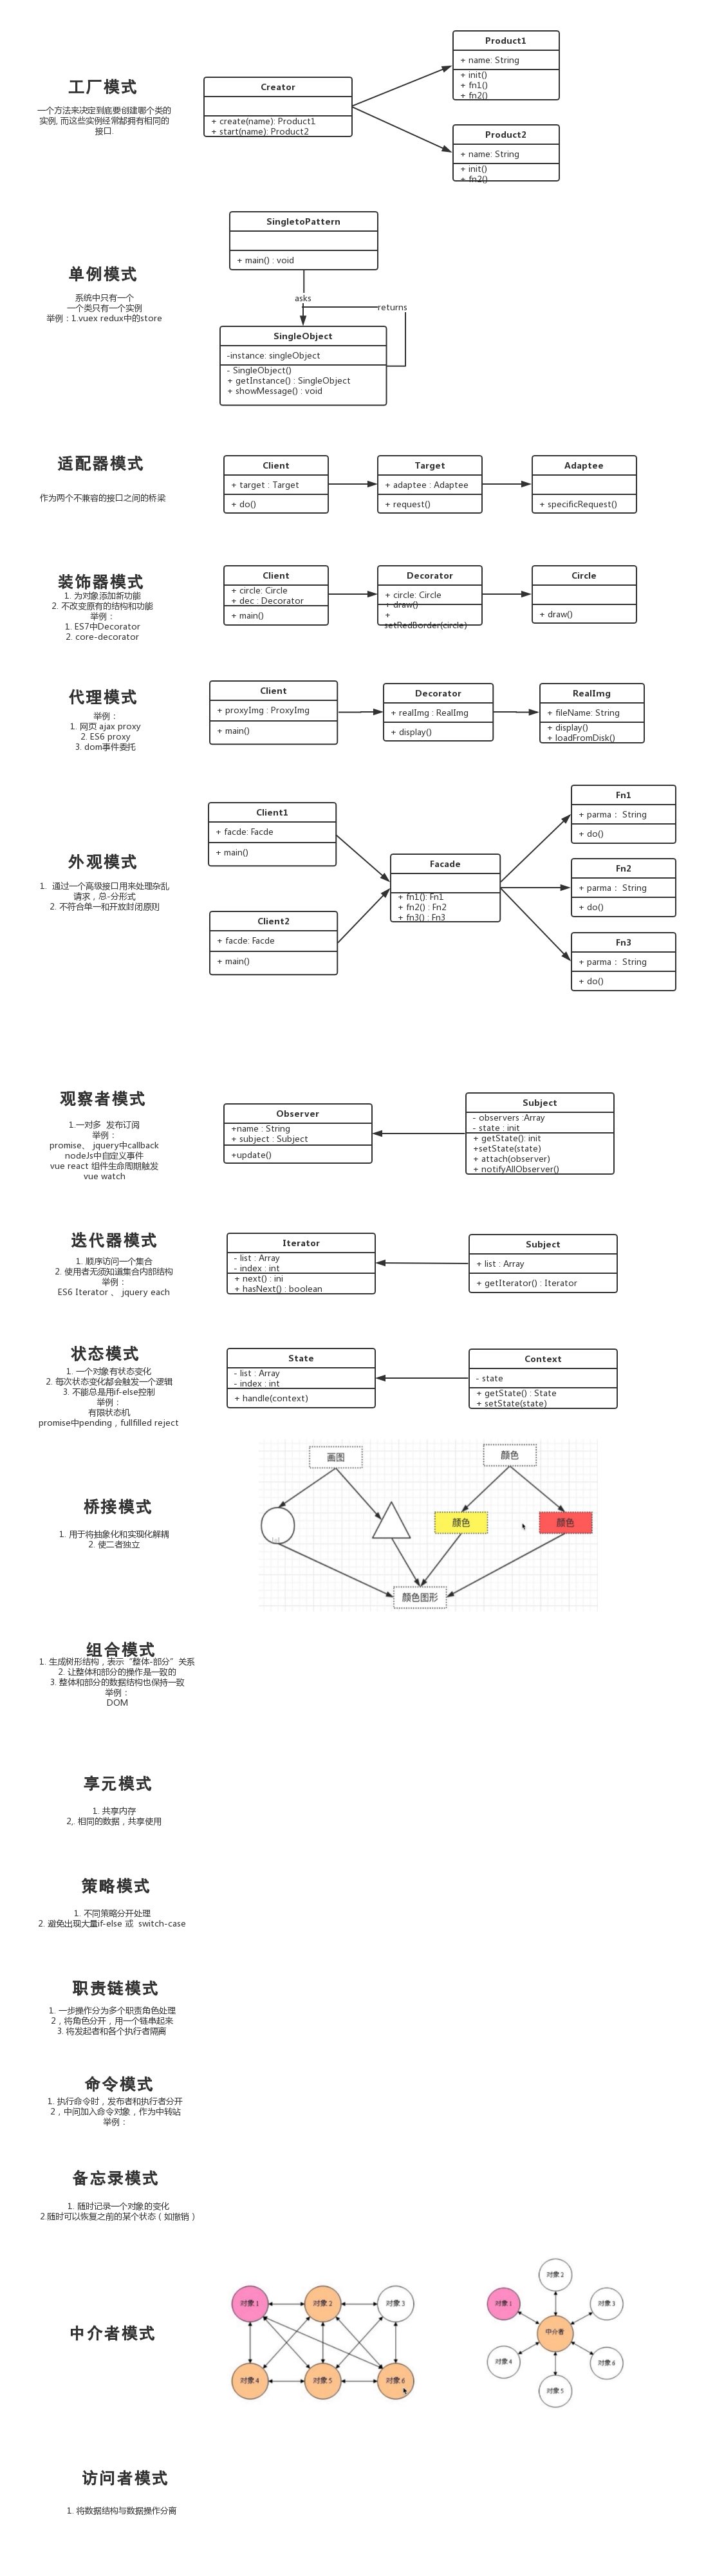 工厂模式
一个方法来决定到底要创建哪个类的
实例, 而这些实例经常都拥有相同的
接口.
Creator
+ create(name): Product1
+ start(name): Product2
Product1
+ name: String
+ init()
+ fn1()
+ fn2()
Product2
+ name: String
+ init()
+ fn2()
单例模式
系统中只有一个
一个类只有一个实例
举例：1.vuex redux中的store
SingletoPattern
+ main() : void
asks
returns
SingleObject
-instance: singleObject
- SingleObject()
+ getInstance() : SingleObject
+ showMessage() : void
适配器模式
作为两个不兼容的接口之间的桥梁
Client
+ target : Target
+ do()
Target
+ adaptee : Adaptee
+ request()
Adaptee
+ specificRequest()
装饰器模式
1. 为对象添加新功能
2. 不改变原有的结构和功能
举例：
1. ES7中Decorator
2. core-decorator
Client
+ circle: Circle
+ dec : Decorator
+ main()
Decorator
+ circle: Circle
+ draw()
+
setRedBorder(circle)
Circle
+ draw()
代理模式
举例：
1. 网页 ajax proxy
2. ES6 proxy
3. dom事件委托
Client
+ proxyImg : ProxyImg
+ main()
Decorator
+ realImg : RealImg
+ display()
RealImg
+ fileName: String
+ display()
+ loadFromDisk()
外观模式
1. 通过一个高级接口用来处理杂乱
请求，总-分形式
2. 不符合单一和开放封闭原则
Client1
+ facde: Facde
+ main()
Client2
+ facde: Facde
+ main()
Facade
+ fn1(): Fn1
+ fn2() : Fn2
+ fn3() : Fn3
Fn1
+ parma： String
+ do()
Fn2
+ parma： String
+ do()
Fn3
+ parma： String
+ do()
观察者模式
1.一对多 发布订阅
举例：
promise、 jquery中callback
nodeJs中自定义事件
vue react 组件生命周期触发
vue watch
Observer
+name : String
+ subject : Subject
+update()
Subject
- observers :Array
- state : init
+ getState(): init
+setState(state)
+ attach(observer)
+ notifyAllObserver()
迭代器模式
1. 顺序访问一个集合
2. 使用者无须知道集合内部结构
举例：
ES6 Iterator 、 jquery each
Iterator
- list : Array
- index : int
+ next() : ini
+ hasNext() : boolean
Subject
+ list : Array
+ getIterator() : Iterator
状态模式
1. 一个对象有状态变化
2. 每次状态变化都会触发一个逻辑
3. 不能总是用if-else控制
举例：
有限状态机
promise中pending，fullfilled reject
State
- list : Array
- index : int
+ handle(context)
Context
- state
+ getState() : State
+ setState(state)
桥接模式
1. 用于将抽象化和实现化解耦
2. 使二者独立
画图
颜色
颜色
颜色
颜色图形
组合模式
1. 生成树形结构，表示“整体-部分”关系
2. 让整体和部分的操作是一致的
3. 整体和部分的数据结构也保持一致
举例：
DOM
享元模式
1. 共享内存
2,. 相同的数据，共享使用
策略模式
1. 不同策略分开处理
2. 避免出现大量if-else 或 switch-case
职责链模式
1. 一步操作分为多个职责角色处理
2，将角色分开，用一个链串起来
3. 将发起者和各个执行者隔离
命令模式
1. 执行命令时，发布者和执行者分开
2，中间加入命令对象，作为中转站
举例：
备忘录模式
1. 随时记录一个对象的变化
2.随时可以恢复之前的某个状态（如撤销）
中介者模式
对象1
对象2
对象3
对象4
对象5
对象6
对象2
对象1
对象3
中介者
对象4
对象6
对象5
访问者模式
1. 将数据结构与数据操作分离